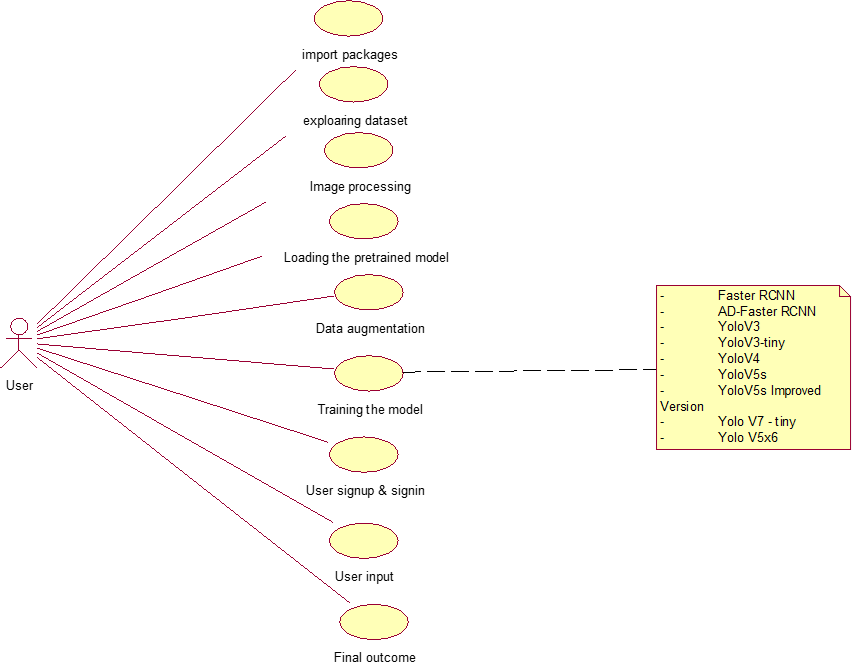 import packages
exploaring dataset
Image processing
Loading the pretrained model
Data augmentation
Training the model
User signup & signin
User input
Final outcome
User
- Faster RCNN
- AD-Faster RCNN
- YoloV3
- YoloV3-tiny
- YoloV4
- YoloV5s
- YoloV5s Improved
Version
- Yolo V7 - tiny
- Yolo V5x6